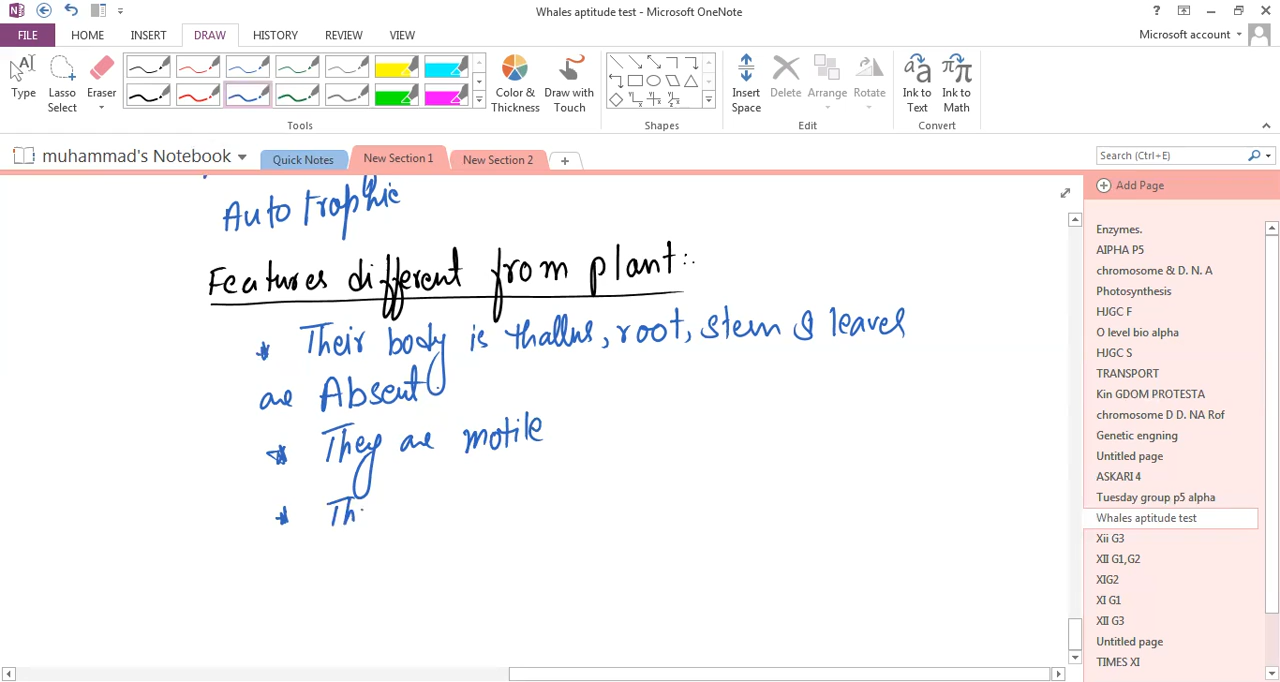 Whales aptitude test - Microsoft OneNote
?
FILE HOME INSERT DRAW HISTORY REVIEW VIEW
Microsoft account
Type
Lasso Select
Eraser
Color & Thickness
Draw with Touch
Insert Space
Delete
Arrange
Rotate
Ink to Text
Ink to Math
Tools
Shapes
Edit
Convert
muhammad's Notebook
Quick Notes
New Section 1
New Section 2
Search (Ctrl+E)
Autotrophic
Features different from plant:
* Their body is thallus, root, stem & leaves
are Absent.
* They are motile
* Th
Add Page
Enzymes.
AlPHA P5
chromosome & D. N. A
Photosynthesis
HJGC F
O level bio alpha
HJGC S
TRANSPORT
Kin GDOM PROTESTA
chromosome D D. NA Rof
Genetic engning
Untitled page
ASKARI 4
Tuesday group p5 alpha
Whales aptitude test
Xii G3
XII G1,G2
XIG2
XI G1
XII G3
Untitled page
TIMES XI